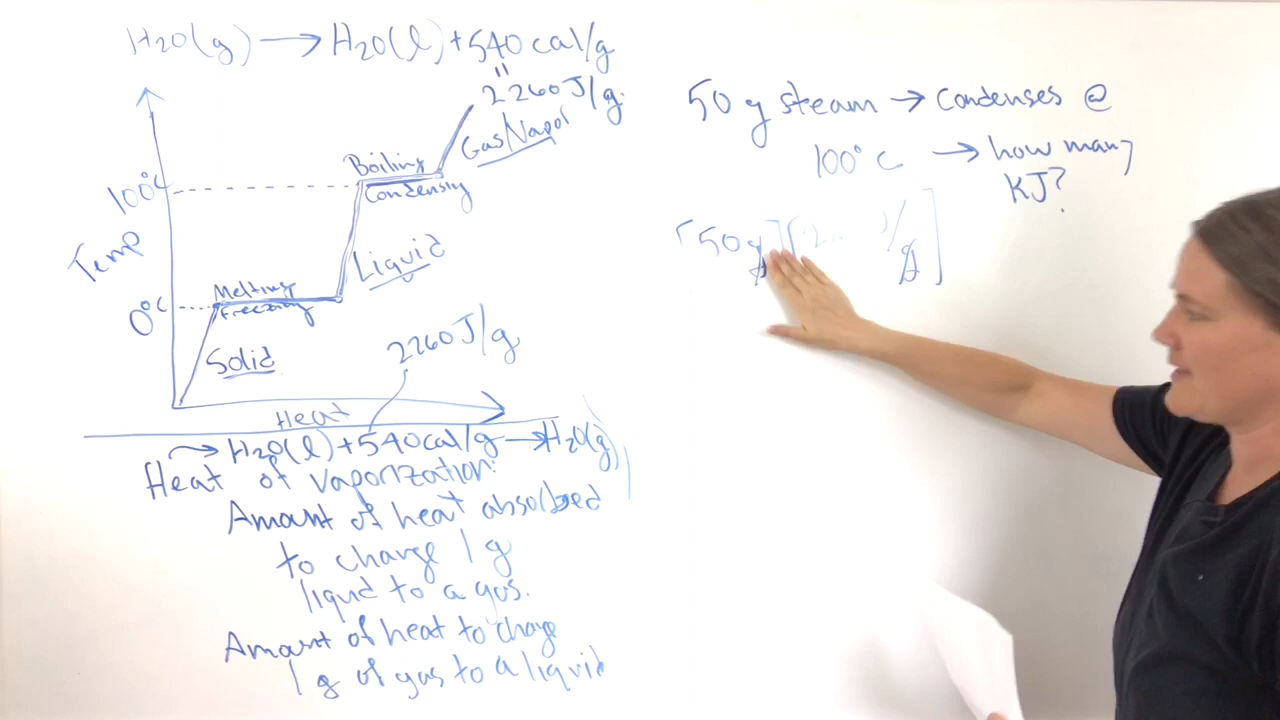 H2O(g) → H2O(l) + 540 cal/g
"
2260 J/g.
Gas/Vapor
Boiling
100°C
Condensing
Temp
Liquid
Melting
0°C
Freezing
Solid
2260 J/g
Heat
→ H2O(l) + 540 cal/g → H2O(g)
Heat of vaporization:
Amount of heat absorbed
to change 1 g
liquid to a gas.
Amount of heat to change
1 g of gas to a liquid
50 g steam → Condenses @
100°C → how many
KJ?
[50g][2 /g]